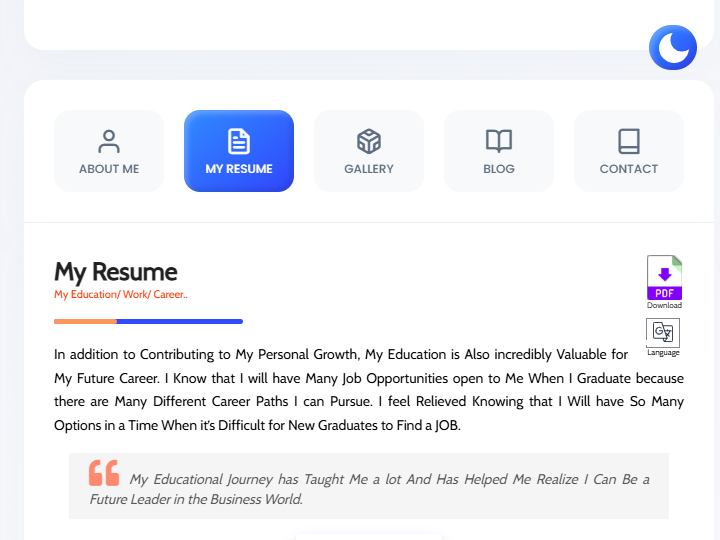 ABOUT ME
MY RESUME
GALLERY
BLOG
CONTACT
My Resume
My Education/ Work/ Career..
PDF
Download
Language
In addition to Contributing to My Personal Growth, My Education is Also incredibly Valuable for
My Future Career. I Know that I will have Many Job Opportunities open to Me When I Graduate because
there are Many Different Career Paths I can Pursue. I feel Relieved Knowing that I Will have So Many
Options in a Time When it's Difficult for New Graduates to Find a JOB.
“ My Educational Journey has Taught Me a lot And Has Helped Me Realize I Can Be a
Future Leader in the Business World.